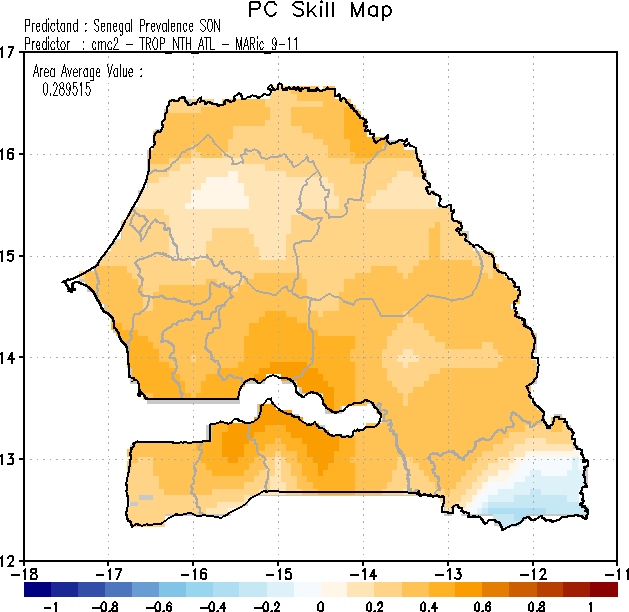 PC Skill Map
Predictand : Senegal Prevalence SON
Predictor : cmc2 - TROP_NTH_ATL - MARic_9-11
Area Average Value :
0.289515
17
16
15
14
13
12
-18 -17 -16 -15 -14 -13 -12 -11
-1 -0.8 -0.6 -0.4 -0.2 0 0.2 0.4 0.6 0.8 1